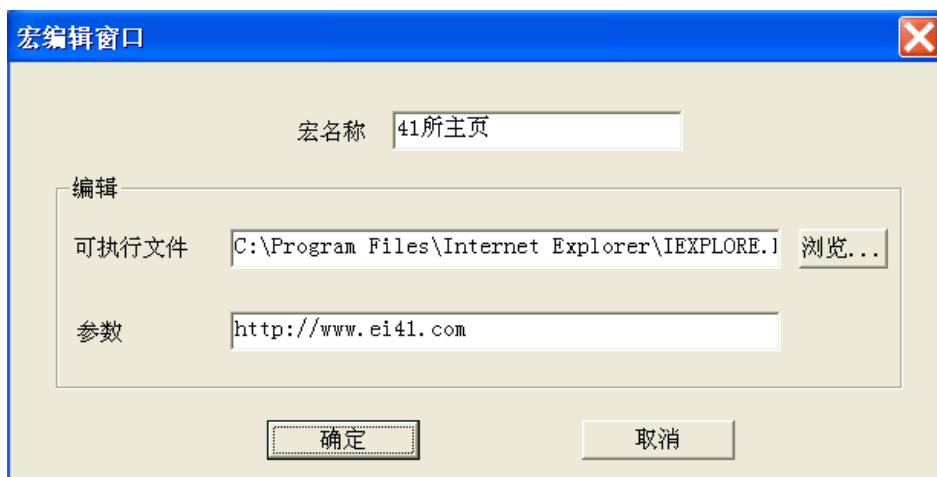 宏编辑窗口
宏名称 41所主页
编辑
可执行文件 C:\Program Files\Internet Explorer\IEXPLORE. 浏览...
参数 http://www.ei41.com
确定 取消